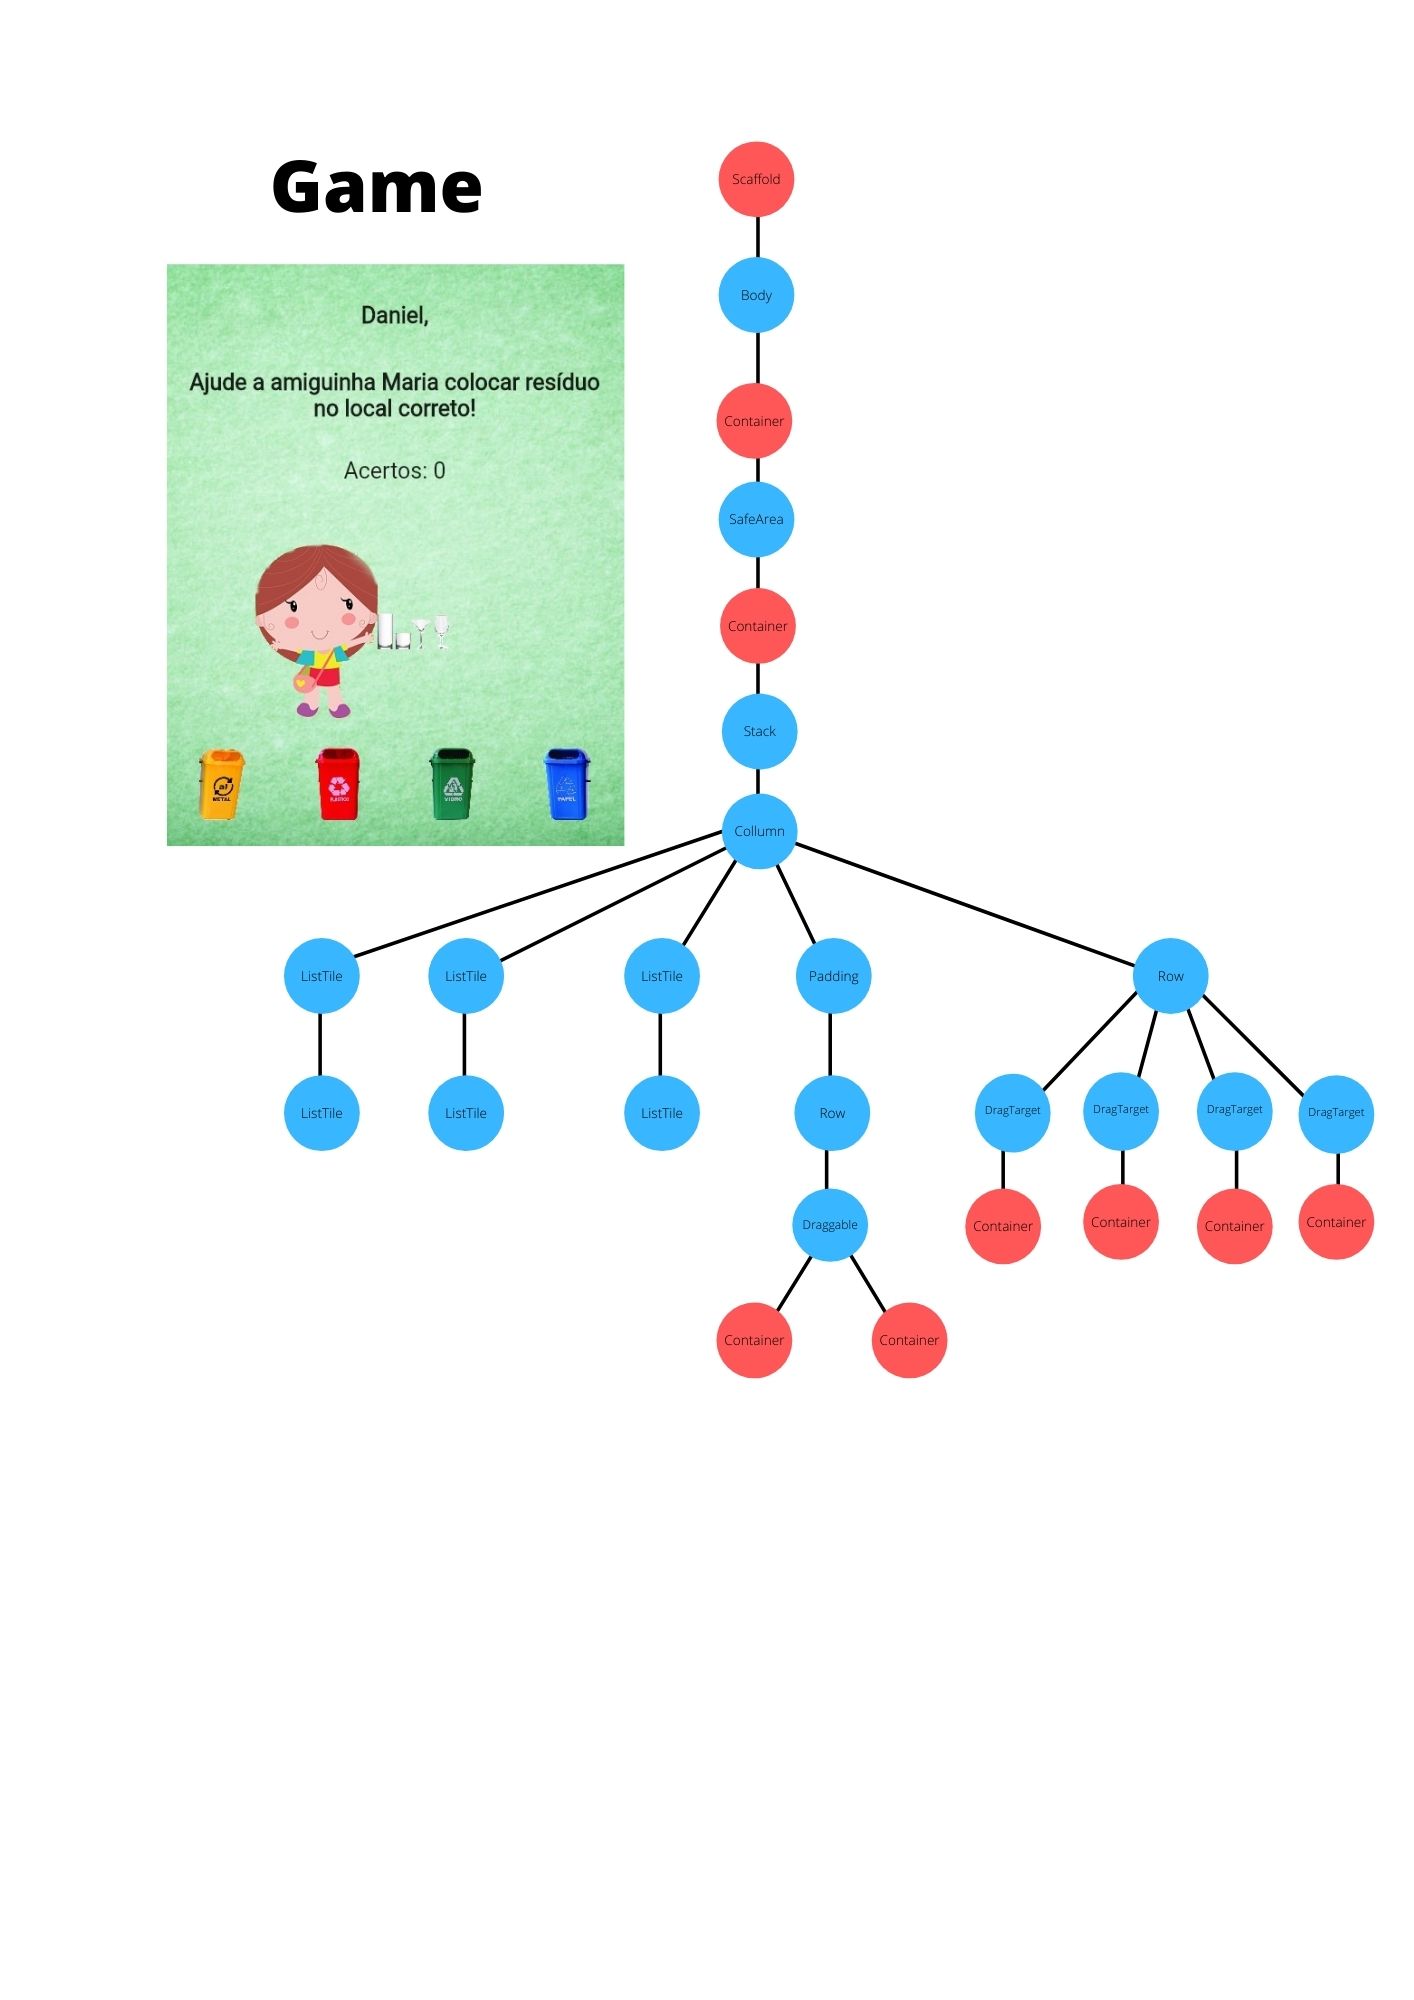 Game
Daniel,
Ajude a amiguinha Maria colocar resíduo
no local correto!
Acertos: 0
METAL
PLÁSTICO
VIDRO
PAPEL
Scaffold
Body
Container
SafeArea
Container
Stack
Collumn
ListTile
ListTile
ListTile
Padding
Row
ListTile
ListTile
ListTile
Row
DragTarget
DragTarget
DragTarget
DragTarget
Draggable
Container
Container
Container
Container
Container
Container